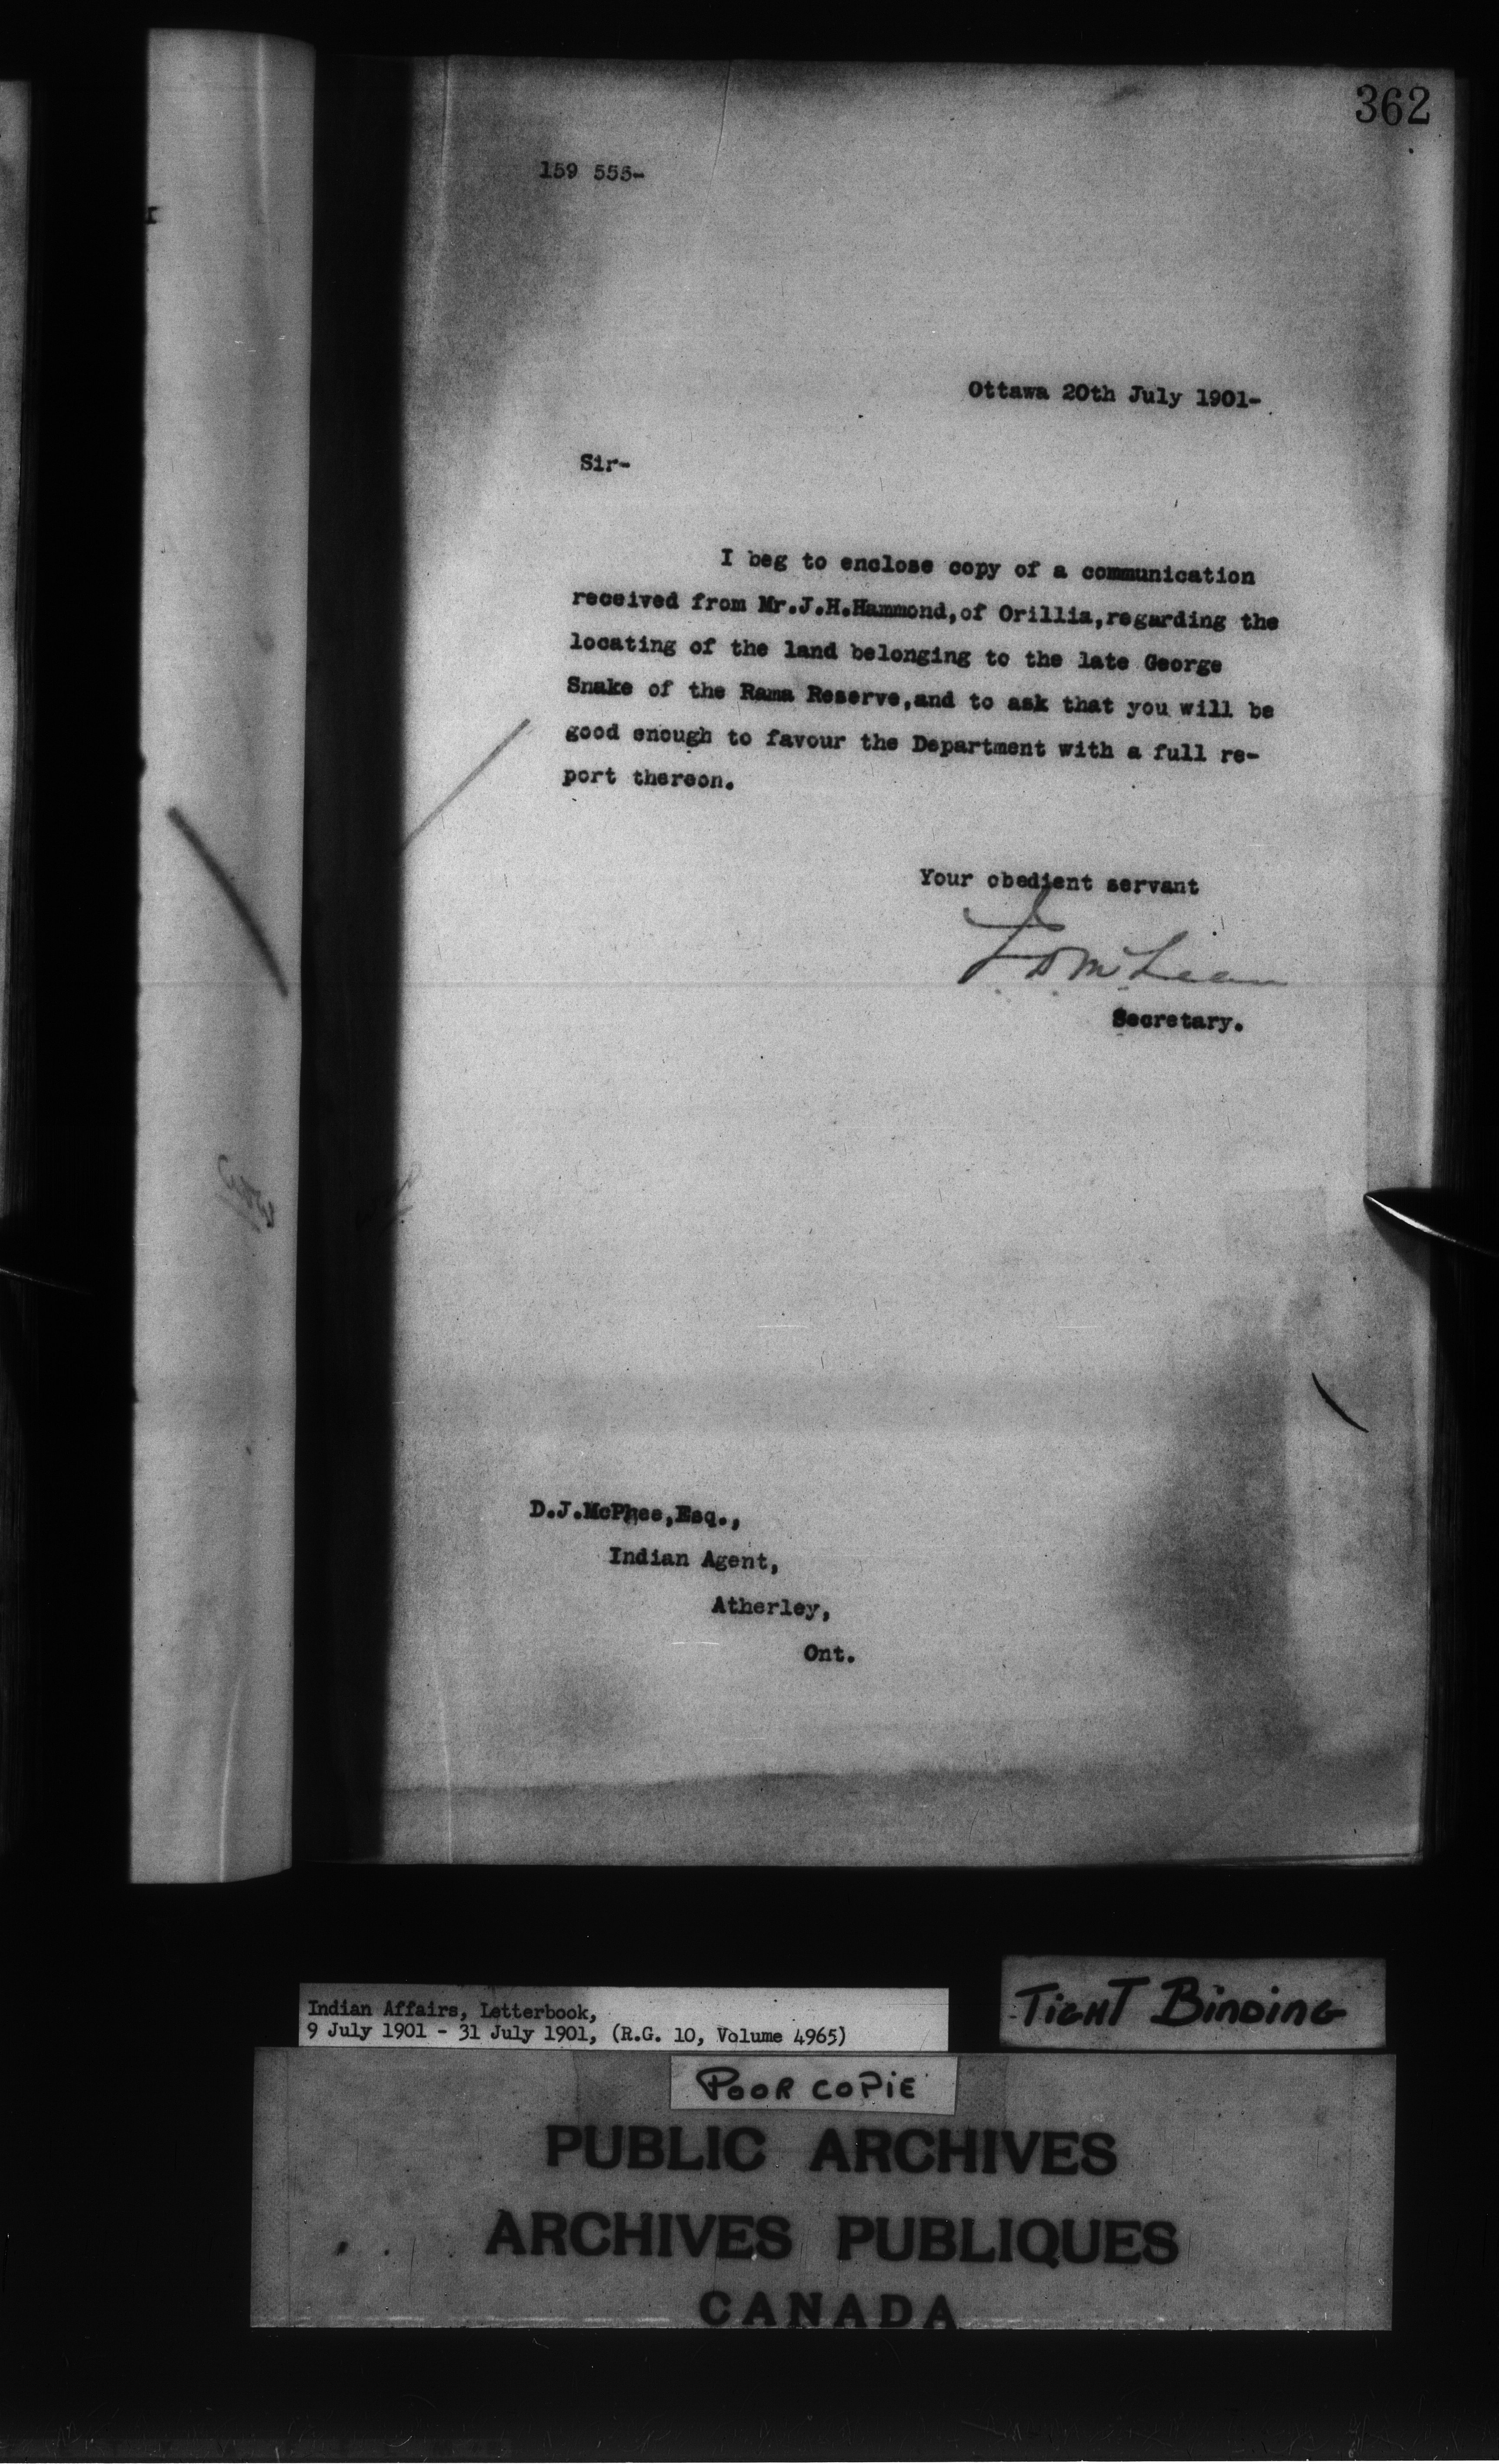 362
159 555-
Ottawa 20th July 1901-
Sir-
I beg to enclose copy of a communication
received from Mr.J.H.Hammond,of Orillia,regarding the
locating of the land belonging to the late George
Snake of the Rama Reserve,and to ask that you will be
good enough to favour the Department with a full re-
port thereon.
Your obedient servant
J.D.McLean
Secretary.
D.J.McPhee,Esq.,
Indian Agent,
Atherley,
Ont.
Indian Affairs, Letterbook,
9 July 1901 - 31 July 1901, (R.G. 10, Volume 4965)
TIGHT BINDING
POOR COPIE
PUBLIC ARCHIVES
ARCHIVES PUBLIQUES
CANADA